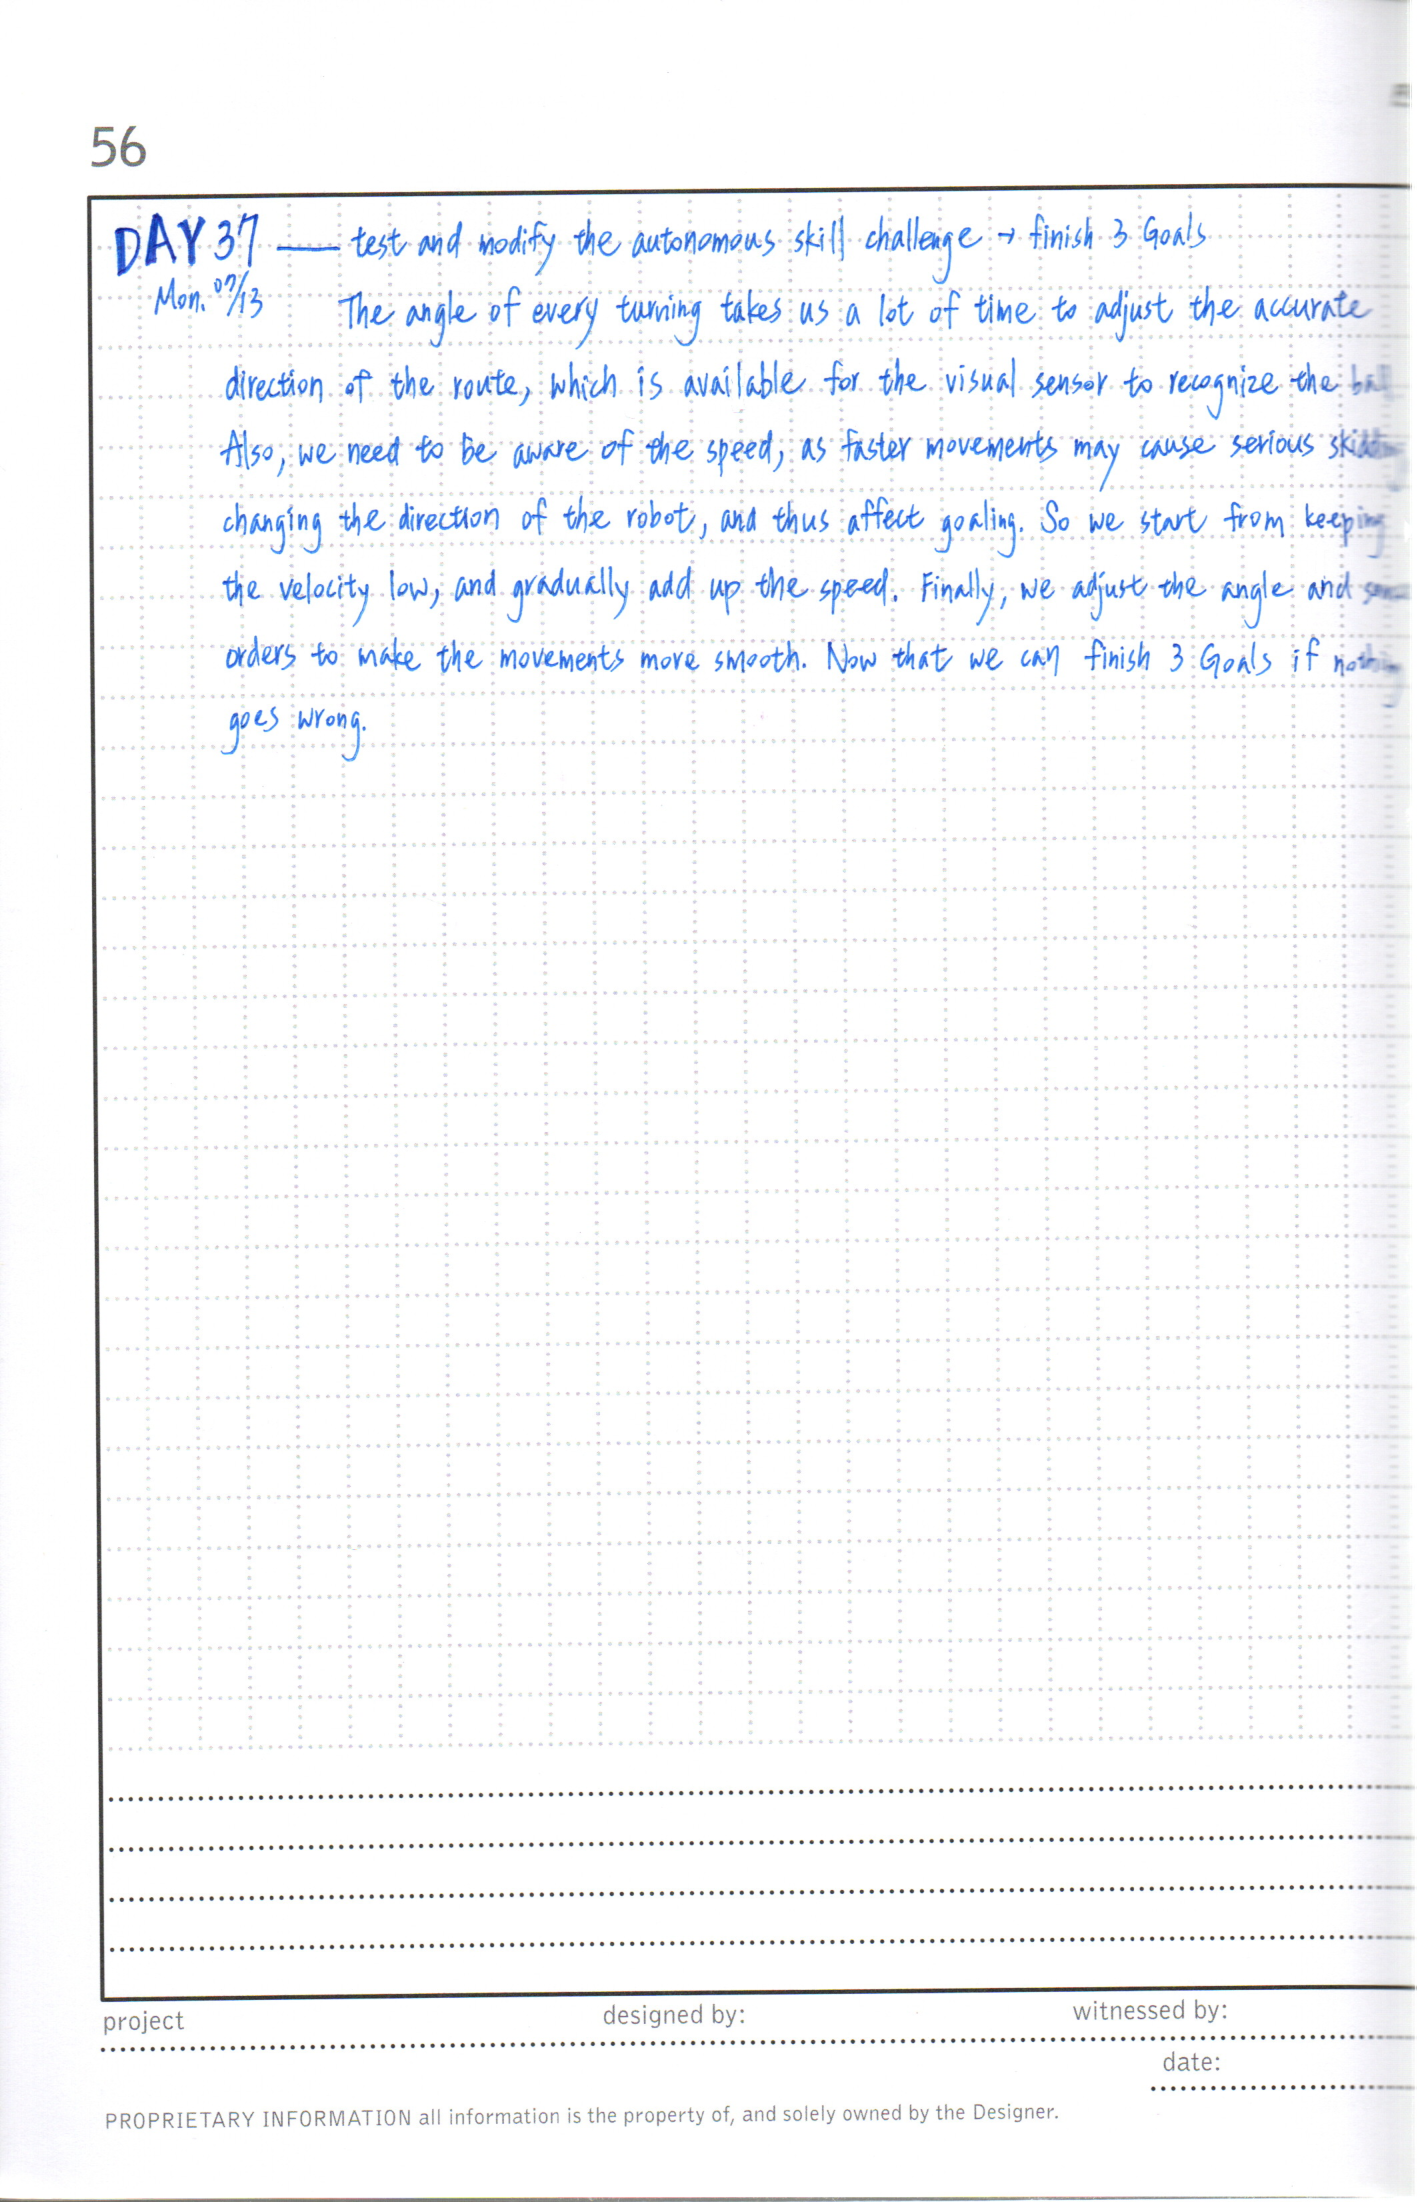 56
DAY 37 —— test and modify the autonomous skill challenge → finish 3 Goals
Mon. 07/13 The angle of every turning takes us a lot of time to adjust the accurate
direction of the route, which is available for the visual sensor to recognize the ball
Also, we need to be aware of the speed, as faster movements may cause serious
changing the direction of the robot, and thus affect goaling. So we start from keeping
the velocity low, and gradually add up the speed. Finally, we adjust the angle and
orders to make the movements more smooth. Now that we can finish 3 Goals if nothing
goes wrong.
project designed by: witnessed by:
date:
PROPRIETARY INFORMATION all information is the property of, and solely owned by the Designer.